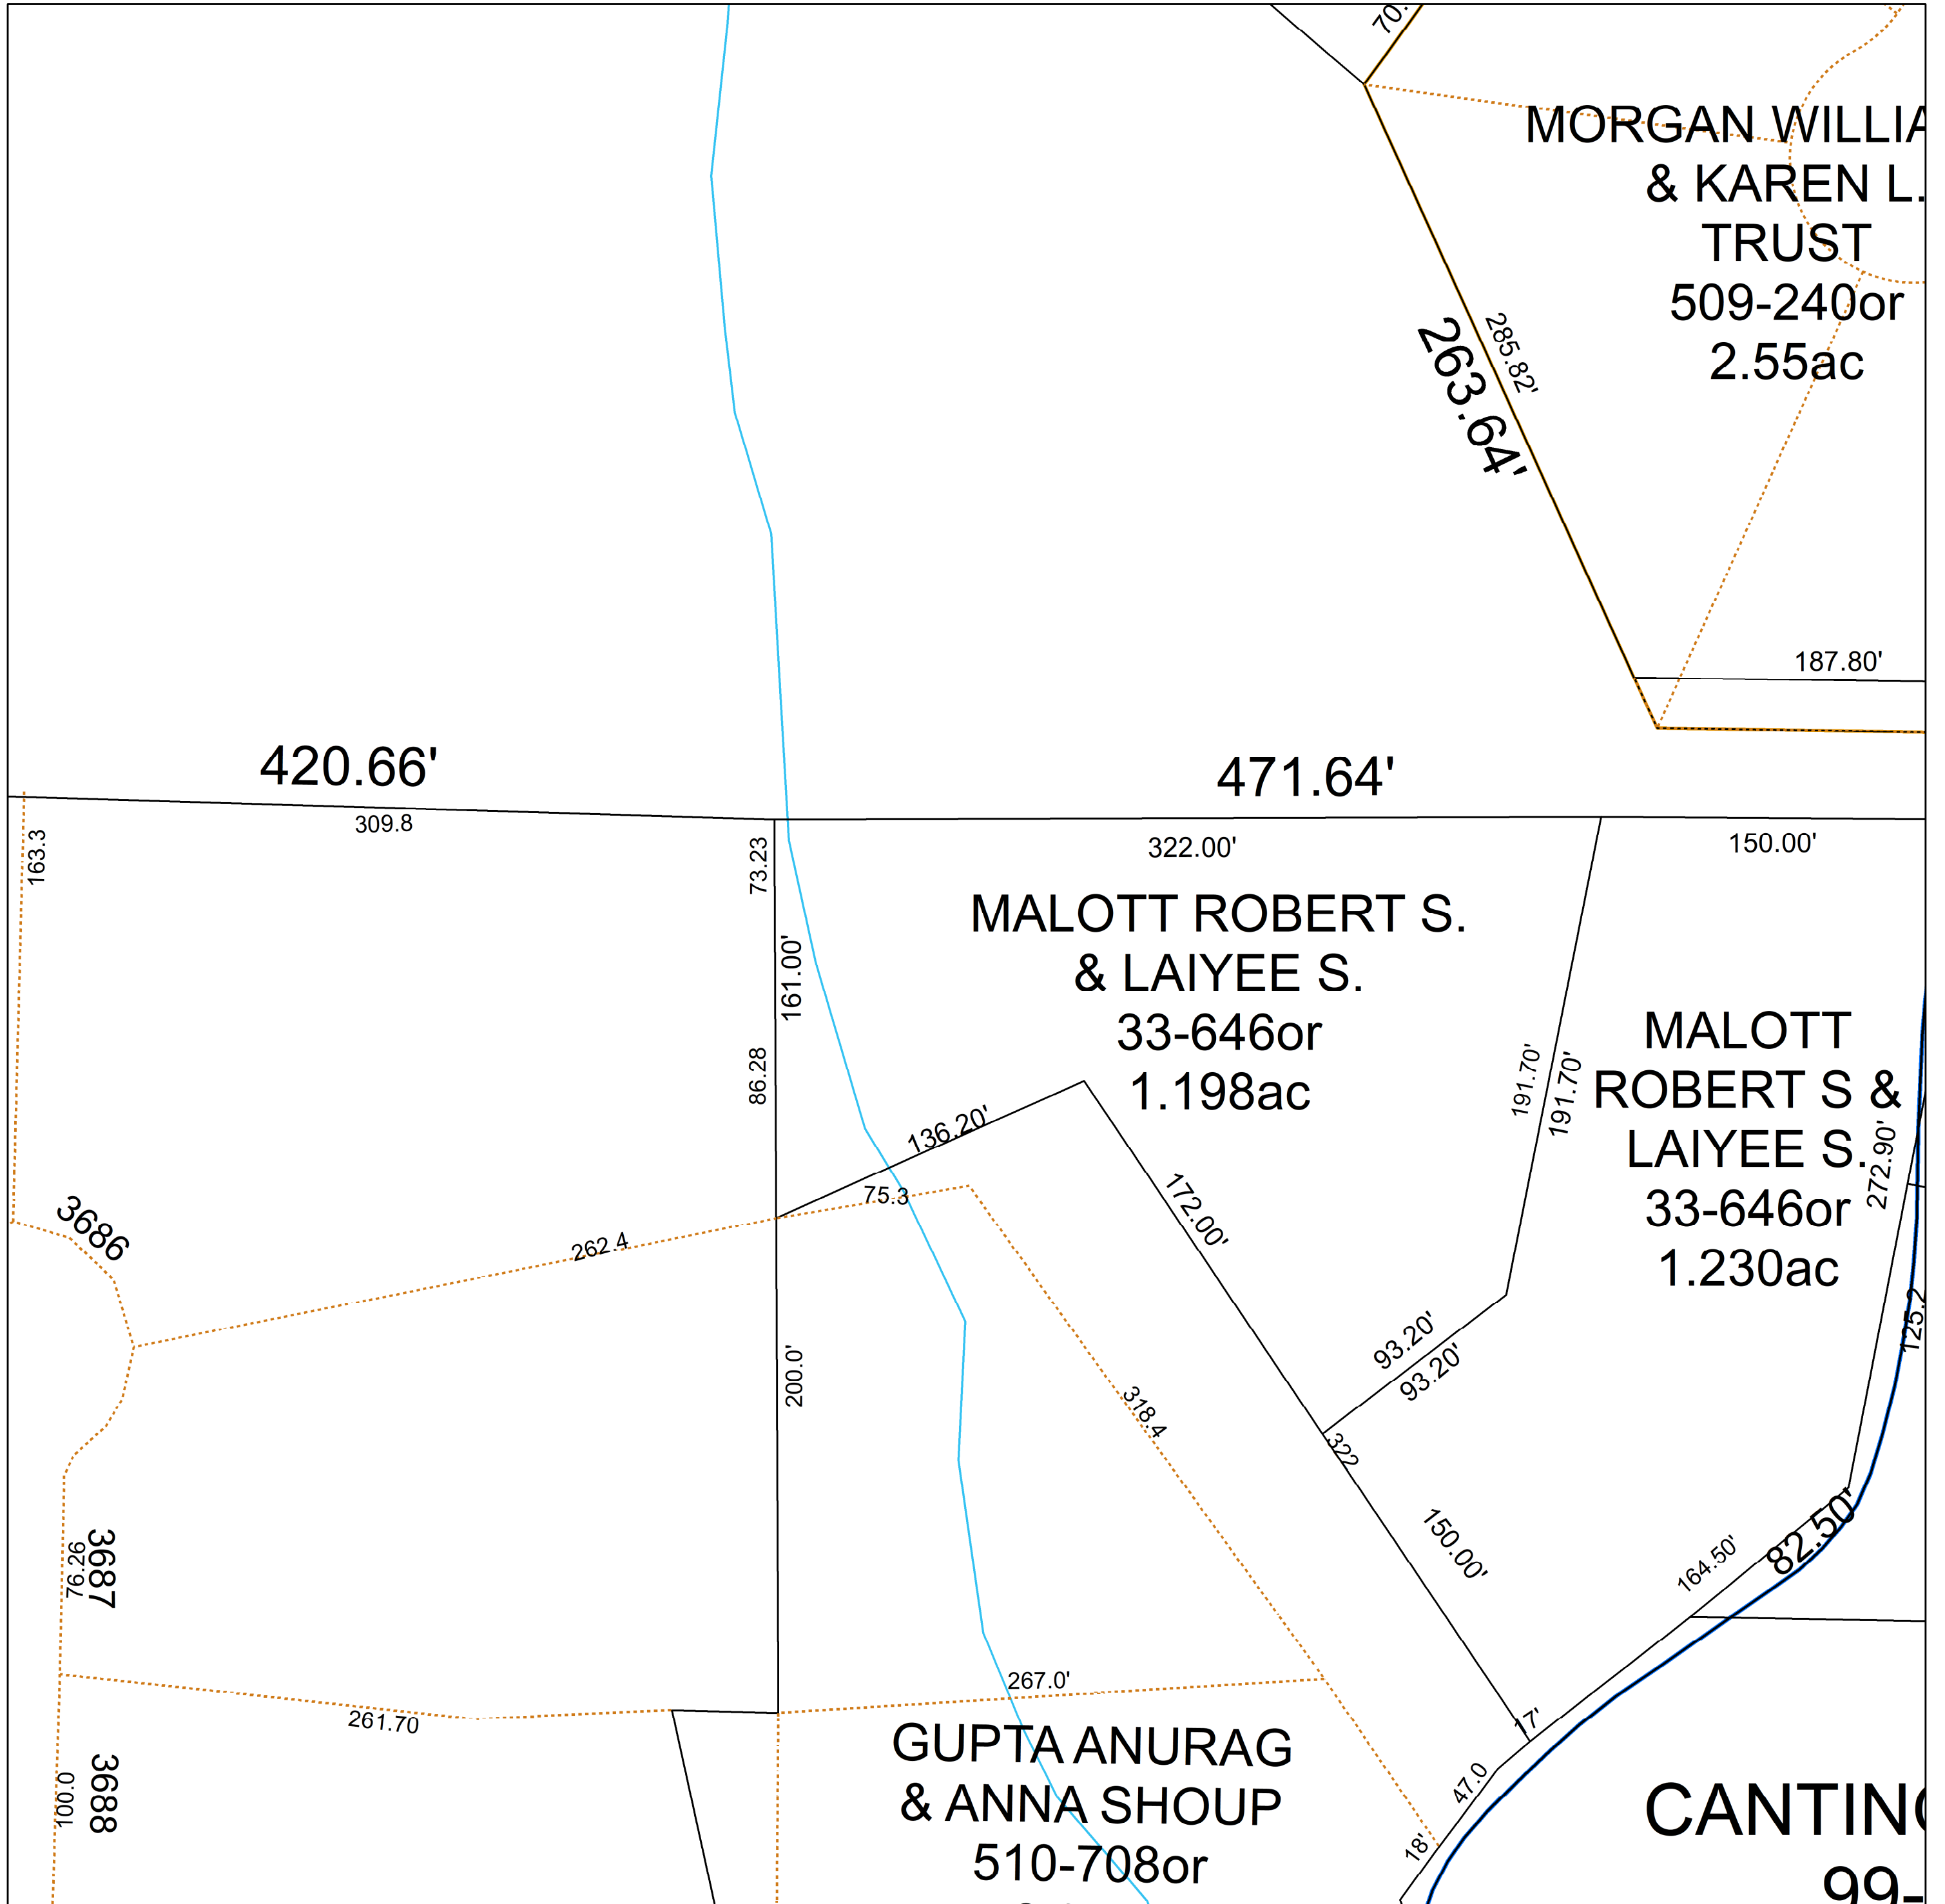 70.
MORGAN WILLIA
& KAREN L.
TRUST
509-240or
2.55ac
285.82'
263.64'
187.80'
420.66'
471.64'
309.8
163.3
73.23
322.00'
150.00'
MALOTT ROBERT S.
& LAIYEE S.
33-646or
1.198ac
161.00'
86.28
136.20'
75.3
191.70'
191.70'
MALOTT
ROBERT S &
LAIYEE S.
33-646or
1.230ac
272.90'
125.2
172.00'
3686
262.4
93.20'
93.20'
200.0'
318.4
322
150.00'
82.50'
164.50'
3687
76.26
267.0'
261.70
17'
47.0
18'
3688
100.0
GUPTA ANURAG
& ANNA SHOUP
510-708or
CANTIN
99-